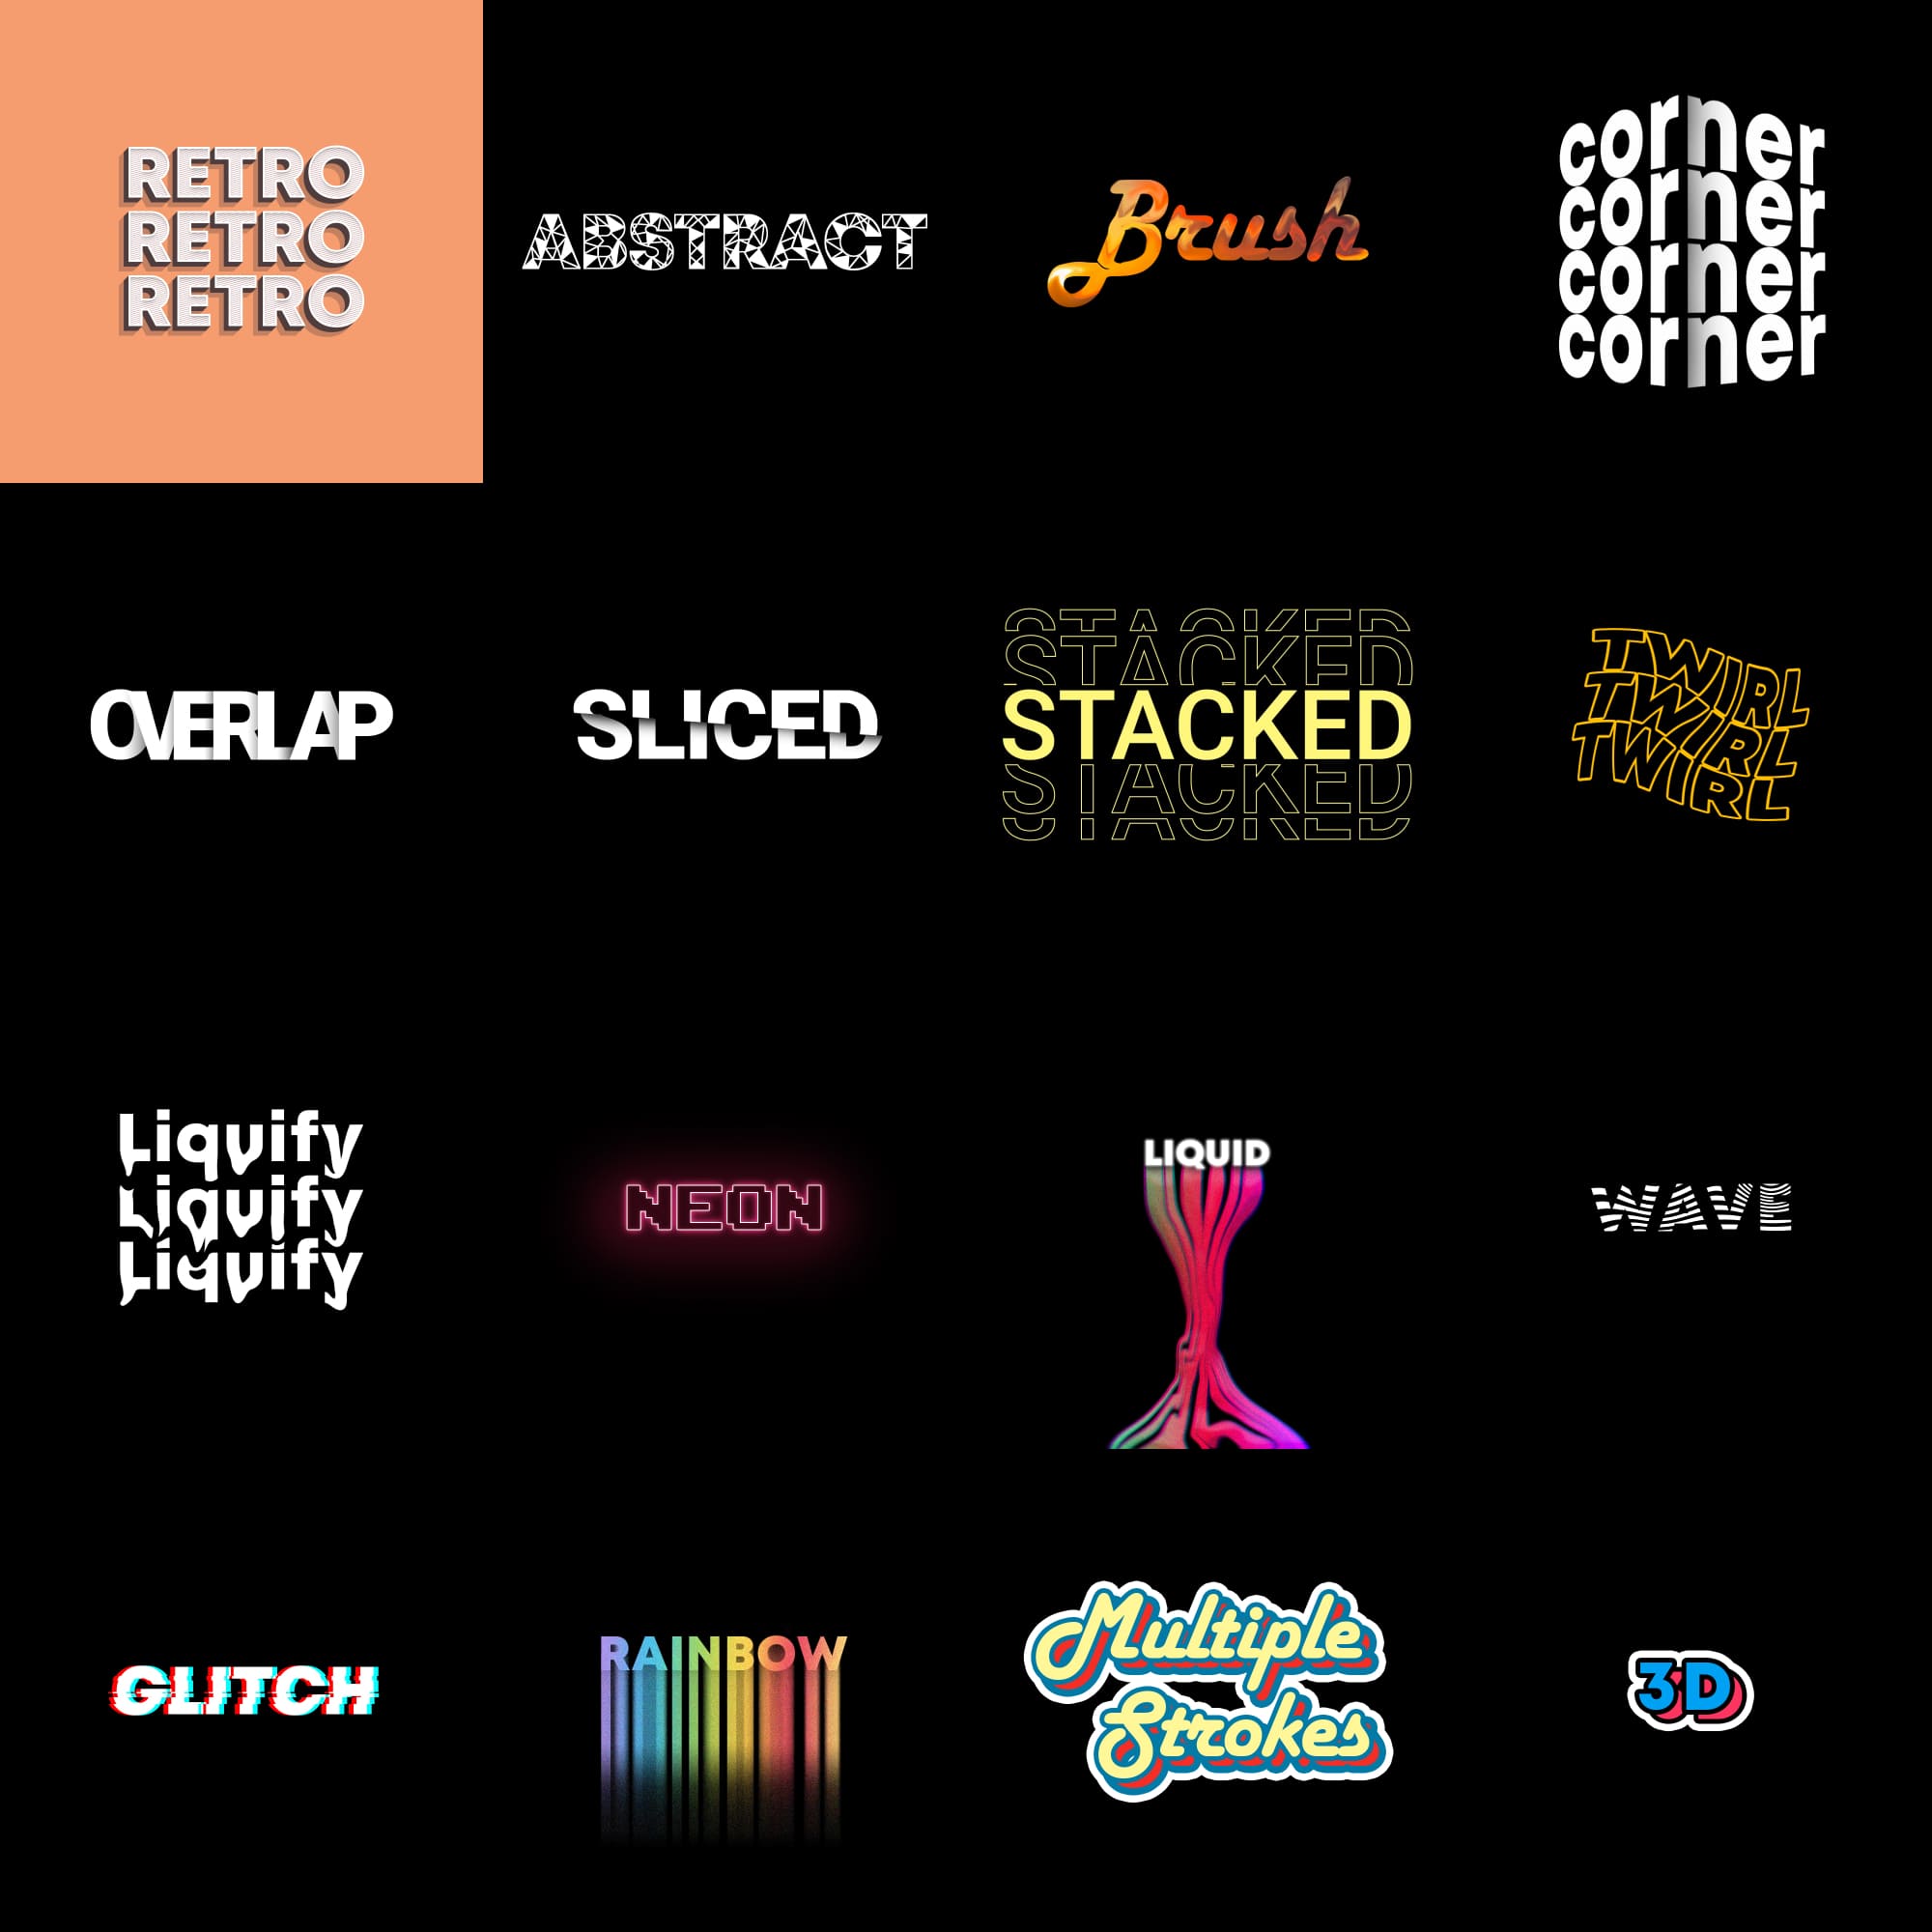 RETRO
RETRO
RETRO
ABSTRACT
Brush
corner
corner
corner
corner
OVERLAP
SLICED
STACKED
STACKED
STACKED
STACKED
STACKED
TWIRL
TWIRL
TWIRL
Liquify
Liquify
Liquify
NEON
LIQUID
WAVE
GLITCH
RAINBOW
Multiple
Strokes
3D